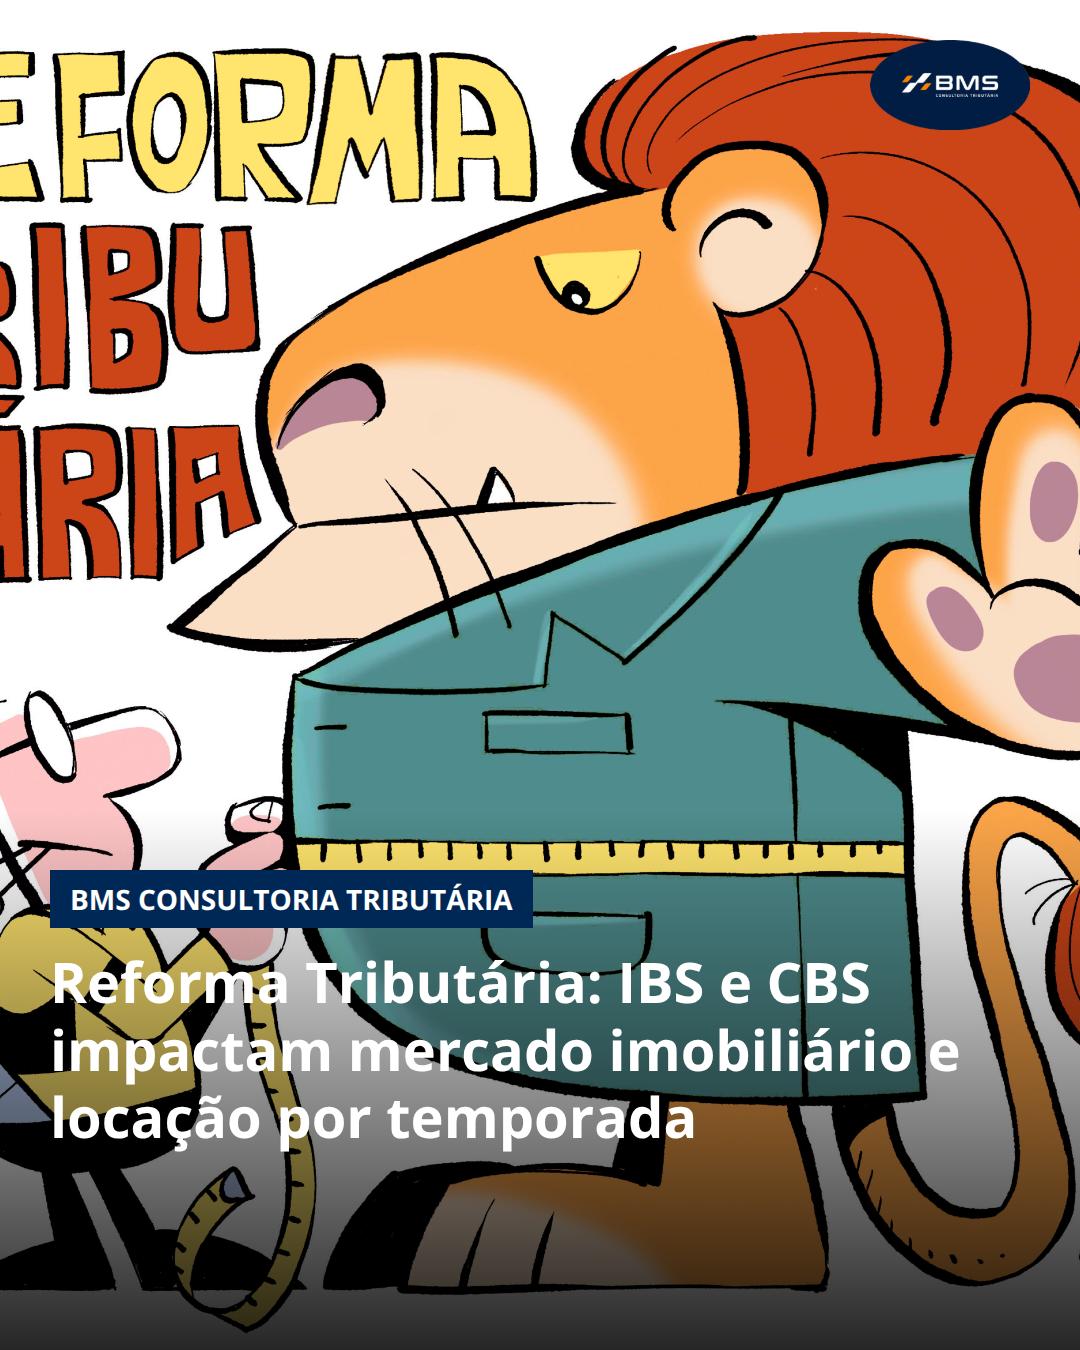 EFORMA
RIBU
ÁRIA
BMS
CONSULTORIA TRIBUTÁRIA
BMS CONSULTORIA TRIBUTÁRIA
Reforma Tributária: IBS e CBS
impactam mercado imobiliário e
locação por temporada